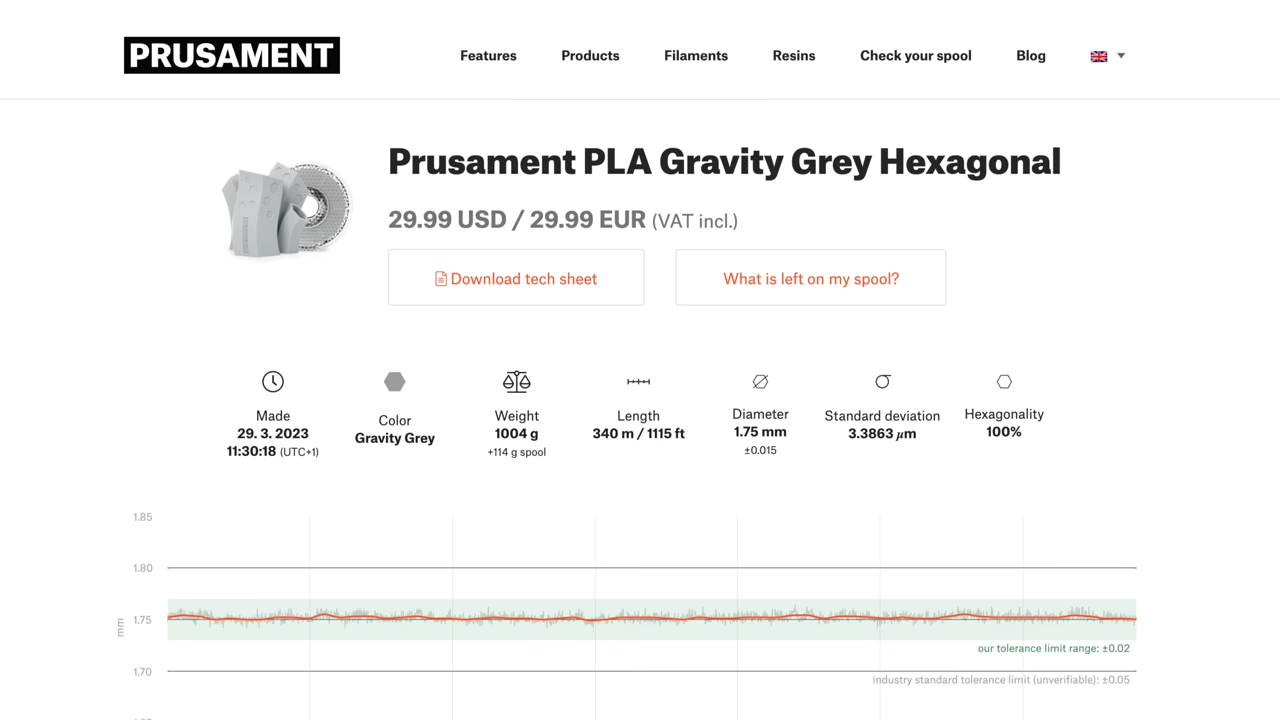 PRUSAMENT
Features Products Filaments Resins Check your spool Blog
Prusament PLA Gravity Grey Hexagonal
29.99 USD / 29.99 EUR (VAT incl.)
Download tech sheet What is left on my spool?
Made
29. 3. 2023
11:30:18 (UTC+1)
Color
Gravity Grey
Weight
1004 g
+114 g spool
Length
340 m / 1115 ft
Diameter
1.75 mm
±0.015
Standard deviation
3.3863 μm
Hexagonality
100%
1.85
1.80
1.75
mm
our tolerance limit range: ±0.02
1.70
industry standard tolerance limit (unverifiable): ±0.05